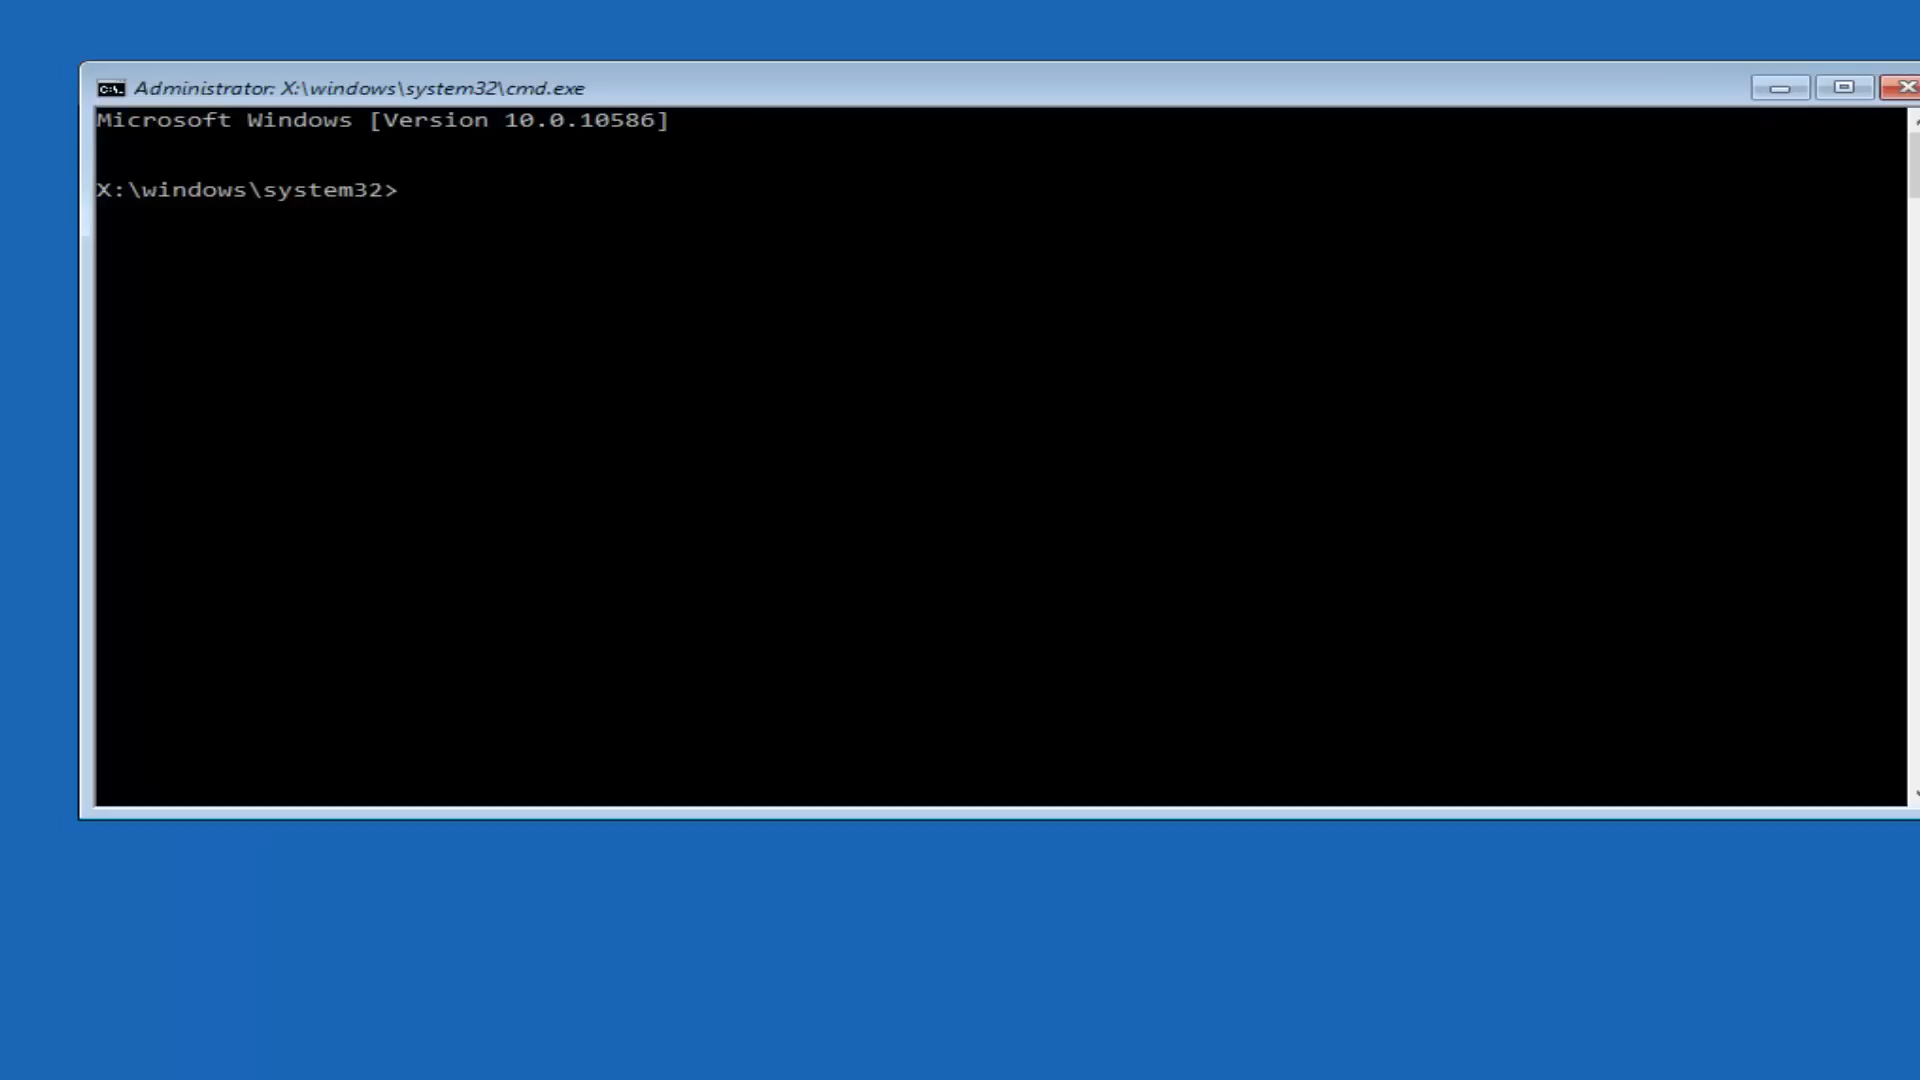 Administrator: X:\windows\system32\cmd.exe
Microsoft Windows [Version 10.0.10586]
X:\windows\system32>